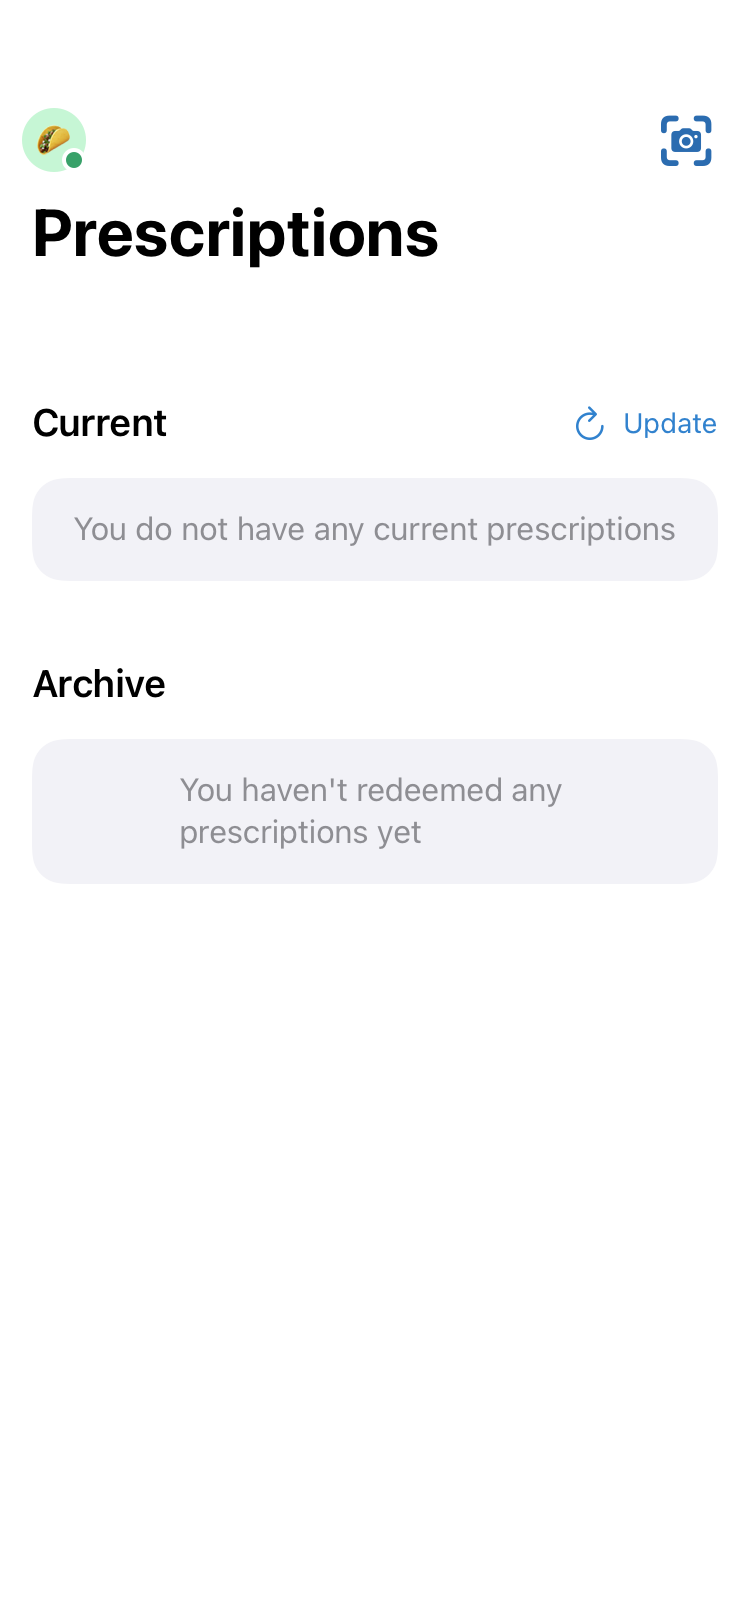 Prescriptions
Current
Update
You do not have any current prescriptions
Archive
You haven't redeemed any
prescriptions yet